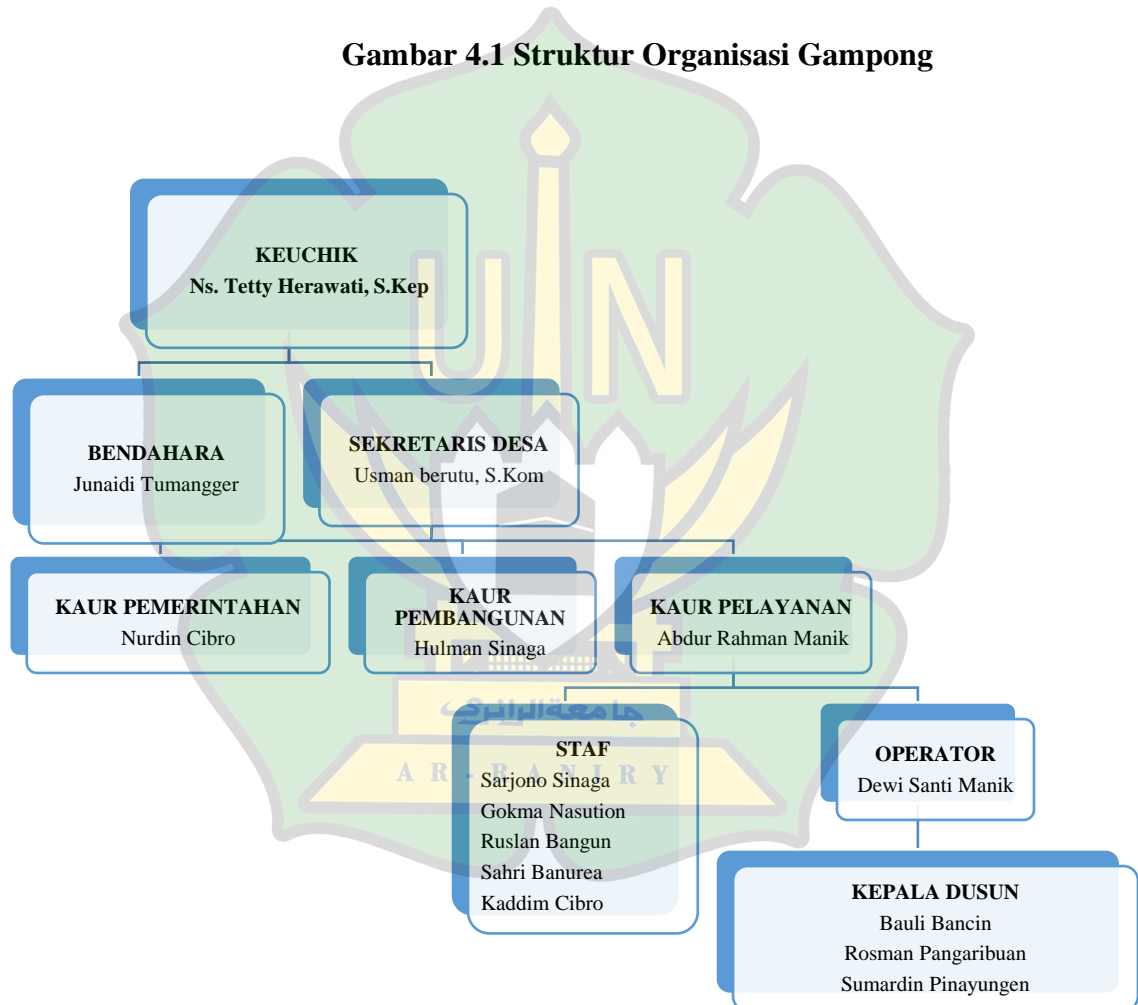 Gambar 4.1 Struktur Organisasi Gampong
UIN
KEUCHIK
Ns. Tetty Herawati, S.Kep
BENDAHARA
Junaidi Tumangger
SEKRETARIS DESA
Usman berutu, S.Kom
KAUR PEMERINTAHAN
Nurdin Cibro
KAUR
PEMBANGUNAN
Hulman Sinaga
KAUR PELAYANAN
Abdur Rahman Manik
جامعة الرانري
AR-RANIRY
STAF
Sarjono Sinaga
Gokma Nasution
Ruslan Bangun
Sahri Banurea
Kaddim Cibro
OPERATOR
Dewi Santi Manik
KEPALA DUSUN
Bauli Bancin
Rosman Pangaribuan
Sumardin Pinayungen